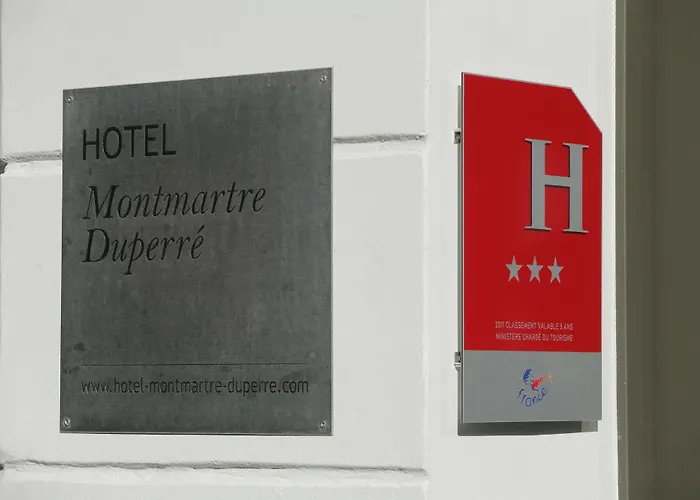 HOTEL
Montmartre
Duperré
www.hotel-montmartre-duperre.com
H
2011 CLASSEMENT VALABLE 5 ANS
MINISTÈRE CHARGÉ DU TOURISME
france